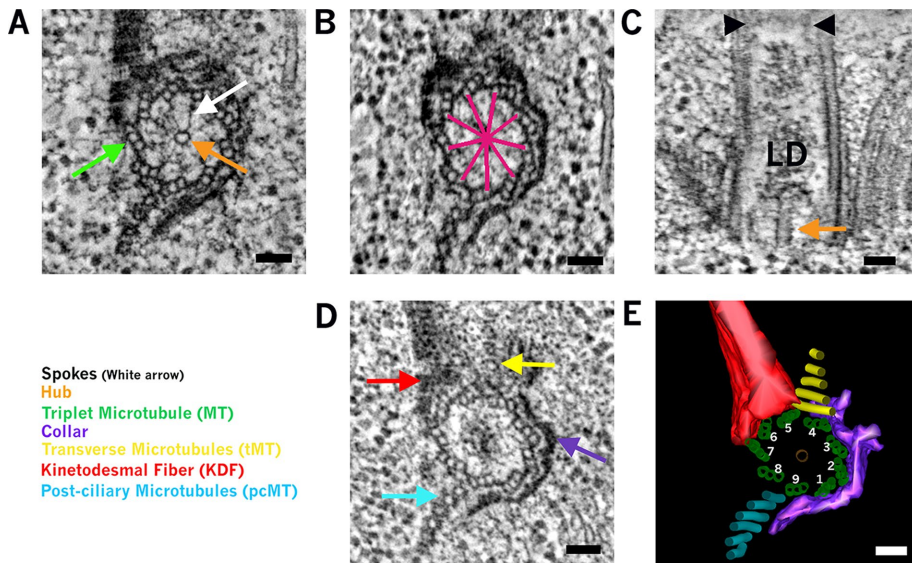 A
B
C
LD
Spokes (White arrow)
Hub
Triplet Microtubule (MT)
Collar
Transverse Microtubules (tMT)
Kinetodesmal Fiber (KDF)
Post-ciliary Microtubules (pcMT)
D
E
5
4
6
3
7
2
8
9
1